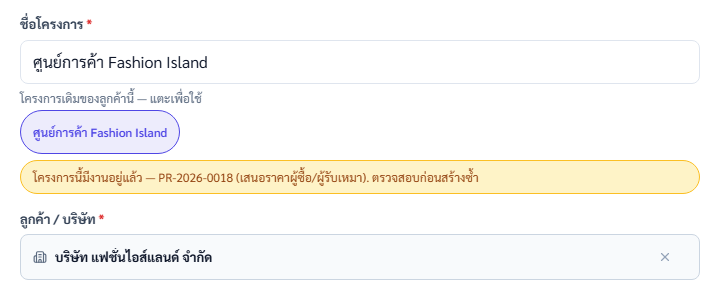 ชื่อโครงการ *
ศูนย์การค้า Fashion Island
โครงการเดิมของลูกค้านี้ — แตะเพื่อใช้
ศูนย์การค้า Fashion Island
โครงการนี้มีงานอยู่แล้ว — PR-2026-0018 (เสนอราคาผู้ซื้อ/ผู้รับเหมา). ตรวจสอบก่อนสร้างซ้ำ
ลูกค้า / บริษัท *
บริษัท แฟชั่นไอส์แลนด์ จำกัด